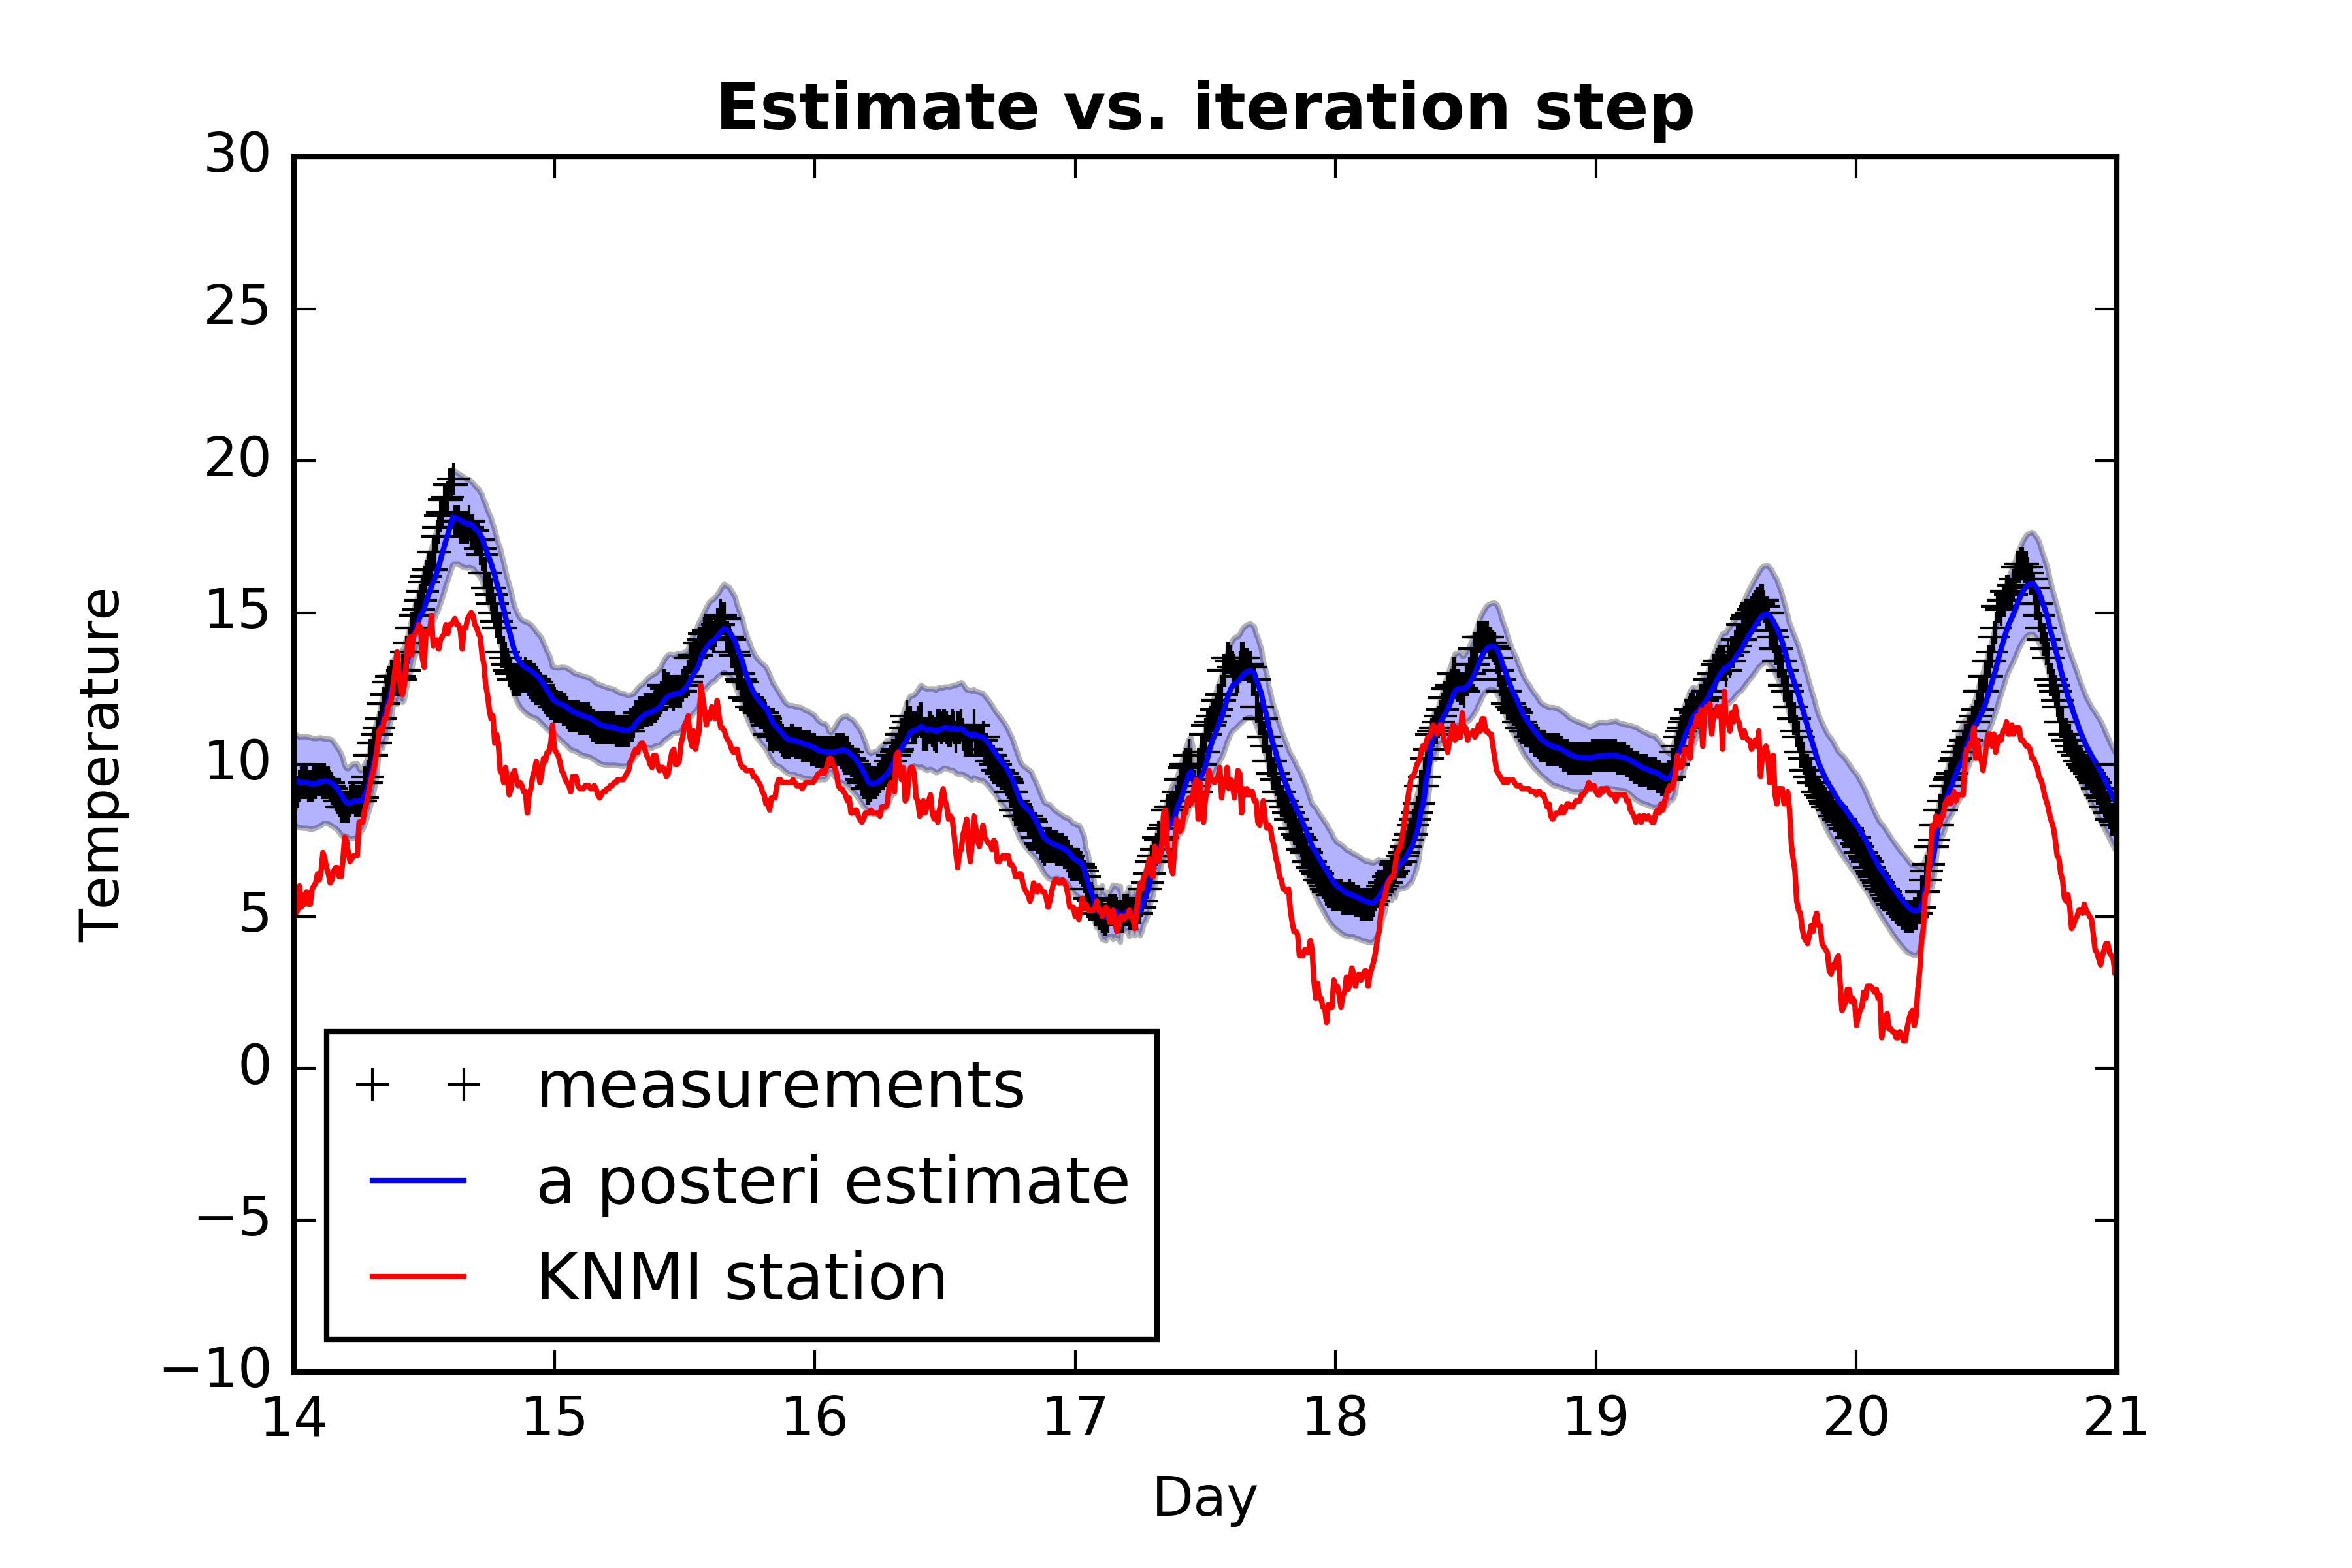 Estimate vs. iteration step
30
25
20
15
10
5
0
−5
−10
Temperature
measurements
a posteri estimate
KNMI station
14 15 16 17 18 19 20 21
Day